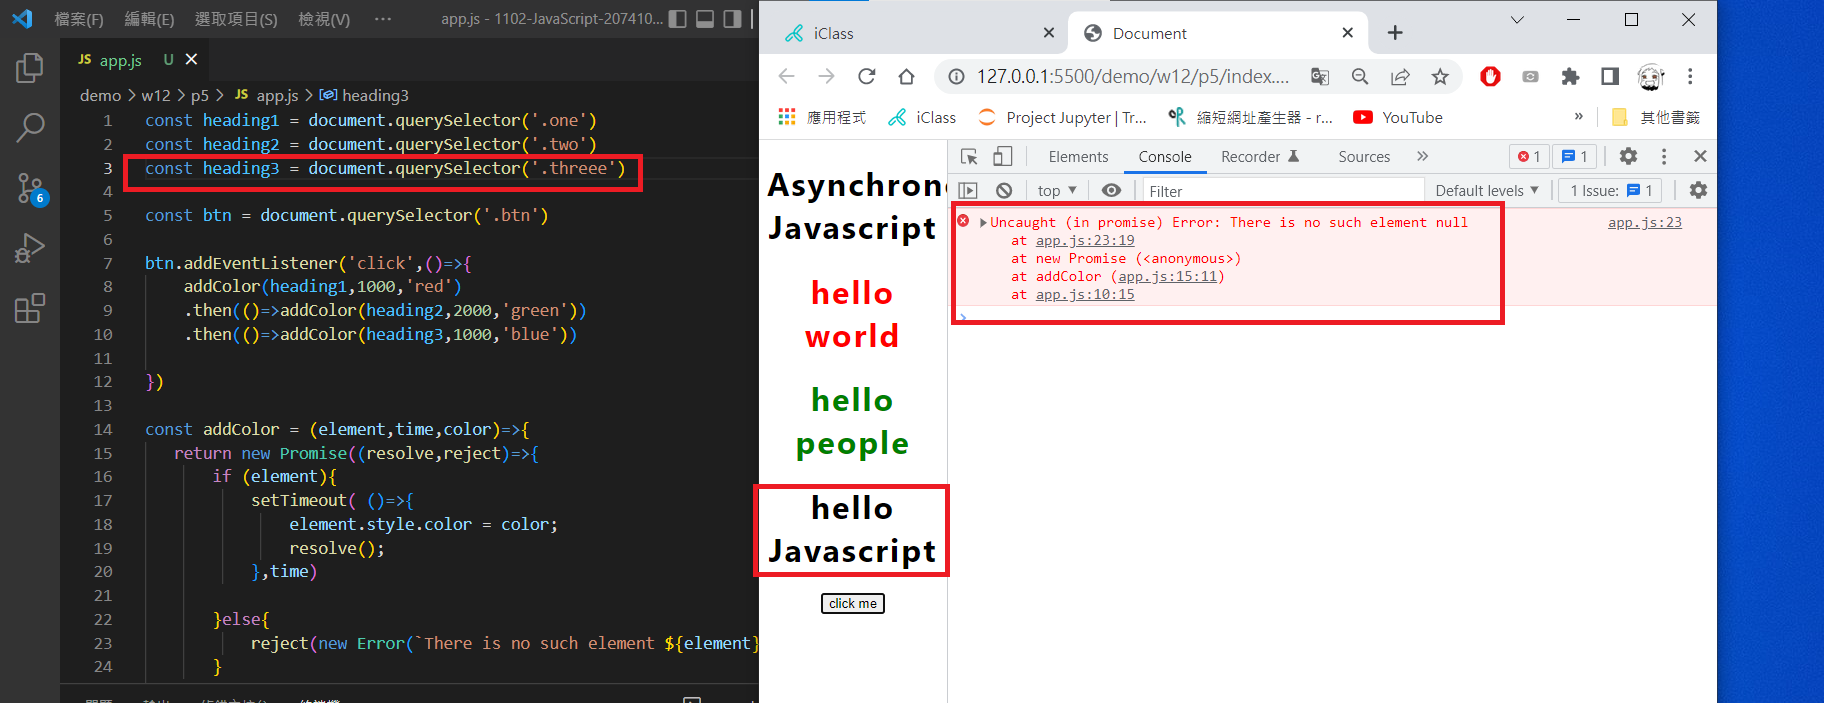 檔案(F) 編輯(E) 選取項目(S) 檢視(V) ··· app.js - 1102-JavaScript-207410...
JS app.js U
demo > w12 > p5 > JS app.js > heading3
1 const heading1 = document.querySelector('.one')
2 const heading2 = document.querySelector('.two')
3 const heading3 = document.querySelector('.threee')
4
5 const btn = document.querySelector('.btn')
6
7 btn.addEventListener('click',()=>{
8 addColor(heading1,1000,'red')
9 .then(()=>addColor(heading2,2000,'green'))
10 .then(()=>addColor(heading3,1000,'blue'))
11
12 })
13
14 const addColor = (element,time,color)=>{
15 return new Promise((resolve,reject)=>{
16 if (element){
17 setTimeout( ()=>{
18 element.style.color = color;
19 resolve();
20 },time)
21
22 }else{
23 reject(new Error(`There is no such element ${element}
24 }
6
iClass
Document
127.0.0.1:5500/demo/w12/p5/index....
應用程式 iClass Project Jupyter | Tr... 縮短網址產生器 - r... YouTube » 其他書籤
Asynchron
Javascript
hello
world
hello
people
hello
Javascript
click me
Elements Console Recorder Sources » 1 1
top Filter Default levels 1 Issue: 1
Uncaught (in promise) Error: There is no such element null app.js:23
at app.js:23:19
at new Promise (<anonymous>)
at addColor (app.js:15:11)
at app.js:10:15